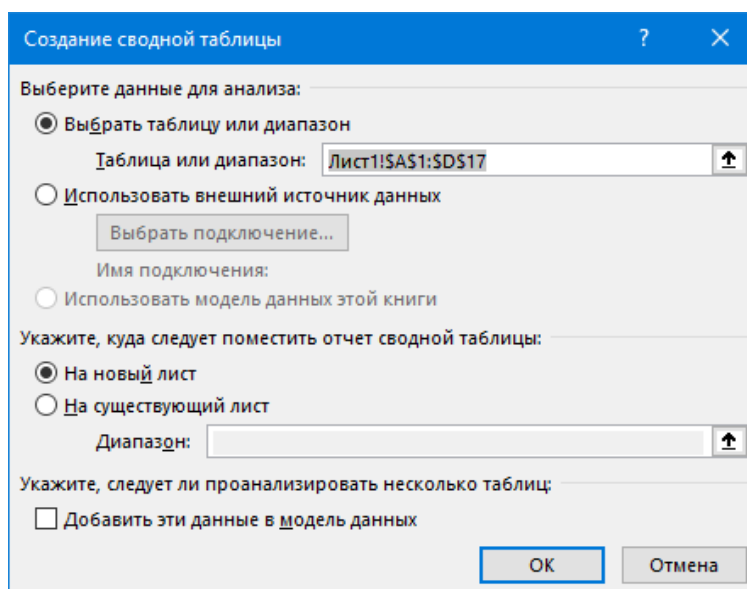 Создание сводной таблицы ?
Выберите данные для анализа:
Выбрать таблицу или диапазон
Таблица или диапазон: Лист1!$A$1:$D$17
Использовать внешний источник данных
Выбрать подключение...
Имя подключения:
Использовать модель данных этой книги
Укажите, куда следует поместить отчет сводной таблицы:
На новый лист
На существующий лист
Диапазон:
Укажите, следует ли проанализировать несколько таблиц:
Добавить эти данные в модель данных
ОК Отмена